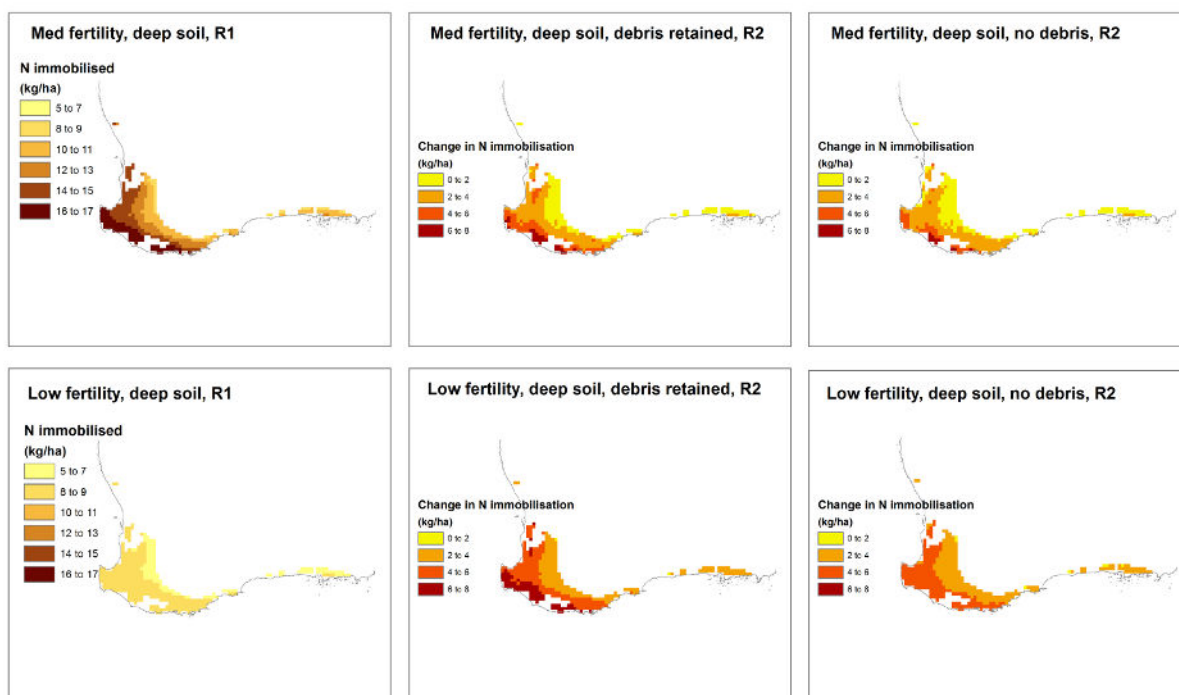 Med fertility, deep soil, R1
N immobilised
(kg/ha)
5 to 7
8 to 9
10 to 11
12 to 13
14 to 15
16 to 17
Med fertility, deep soil, debris retained, R2
Change in N immobilisation
(kg/ha)
0 to 2
2 to 4
4 to 6
6 to 8
Med fertility, deep soil, no debris, R2
Change in N immobilisation
(kg/ha)
0 to 2
2 to 4
4 to 6
6 to 8
Low fertility, deep soil, R1
N immobilised
(kg/ha)
5 to 7
8 to 9
10 to 11
12 to 13
14 to 15
16 to 17
Low fertility, deep soil, debris retained, R2
Change in N immobilisation
(kg/ha)
0 to 2
2 to 4
4 to 6
6 to 8
Low fertility, deep soil, no debris, R2
Change in N immobilisation
(kg/ha)
0 to 2
2 to 4
4 to 6
6 to 8